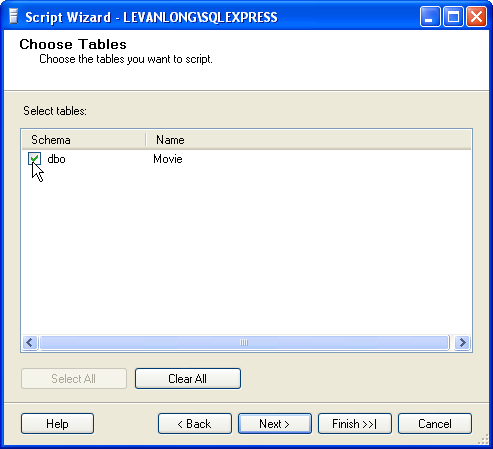 Script Wizard - LEVANLONG\SQLEXPRESS
Choose Tables
Choose the tables you want to script.
Select tables:
Schema Name
dbo Movie
Select All Clear All
Help < Back Next > Finish >>| Cancel